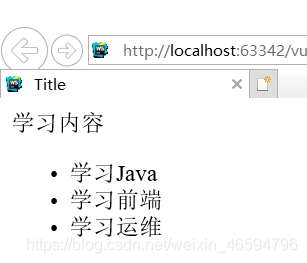 http://localhost:63342/vu
Title
学习内容
• 学习Java
• 学习前端
• 学习运维
https://blog.csdn.net/weixin_46594796